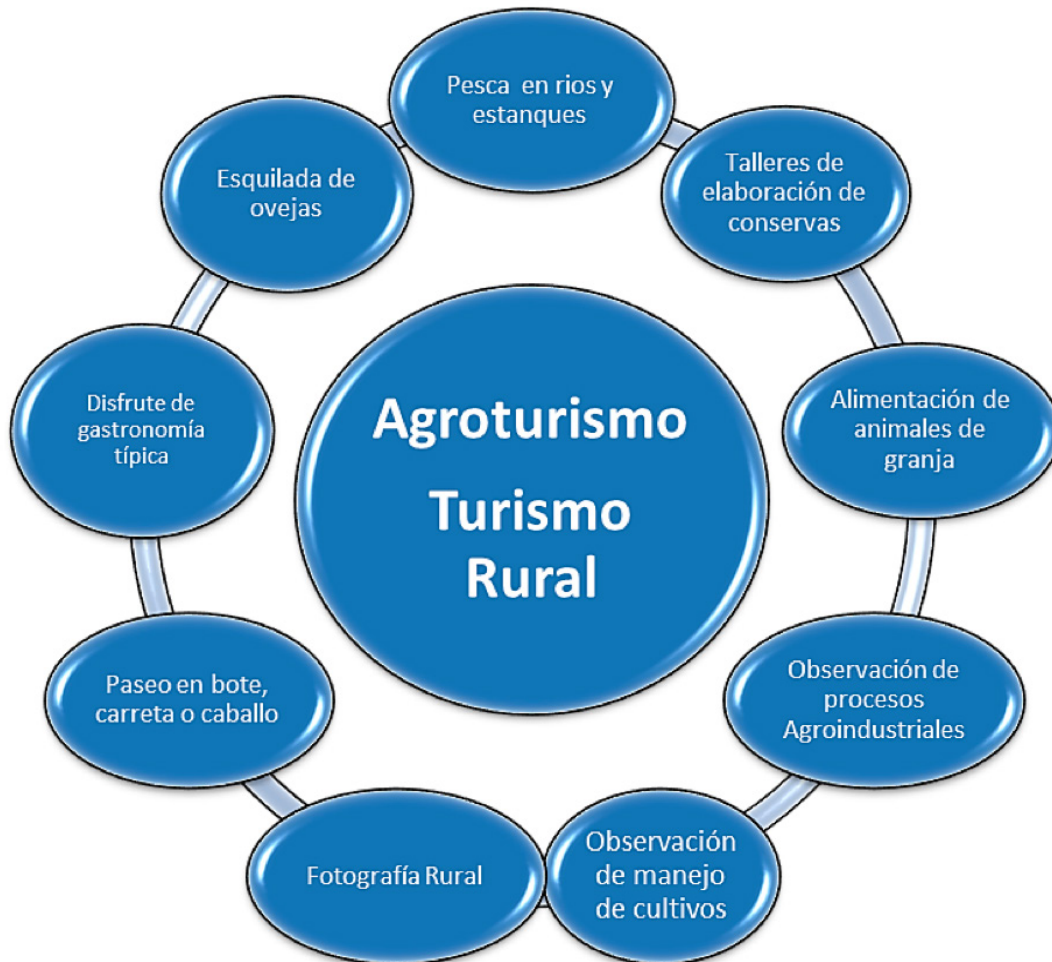 Pesca en rios y
estanques
Talleres de
elaboración de
conservas
Alimentación de
animales de
granja
Observación de
procesos
Agroindustriales
Observación
de manejo
de cultivos
Fotografía Rural
Paseo en bote,
carreta o caballo
Disfrute de
gastronomía
típica
Esquilada de
ovejas
Agroturismo
Turismo
Rural